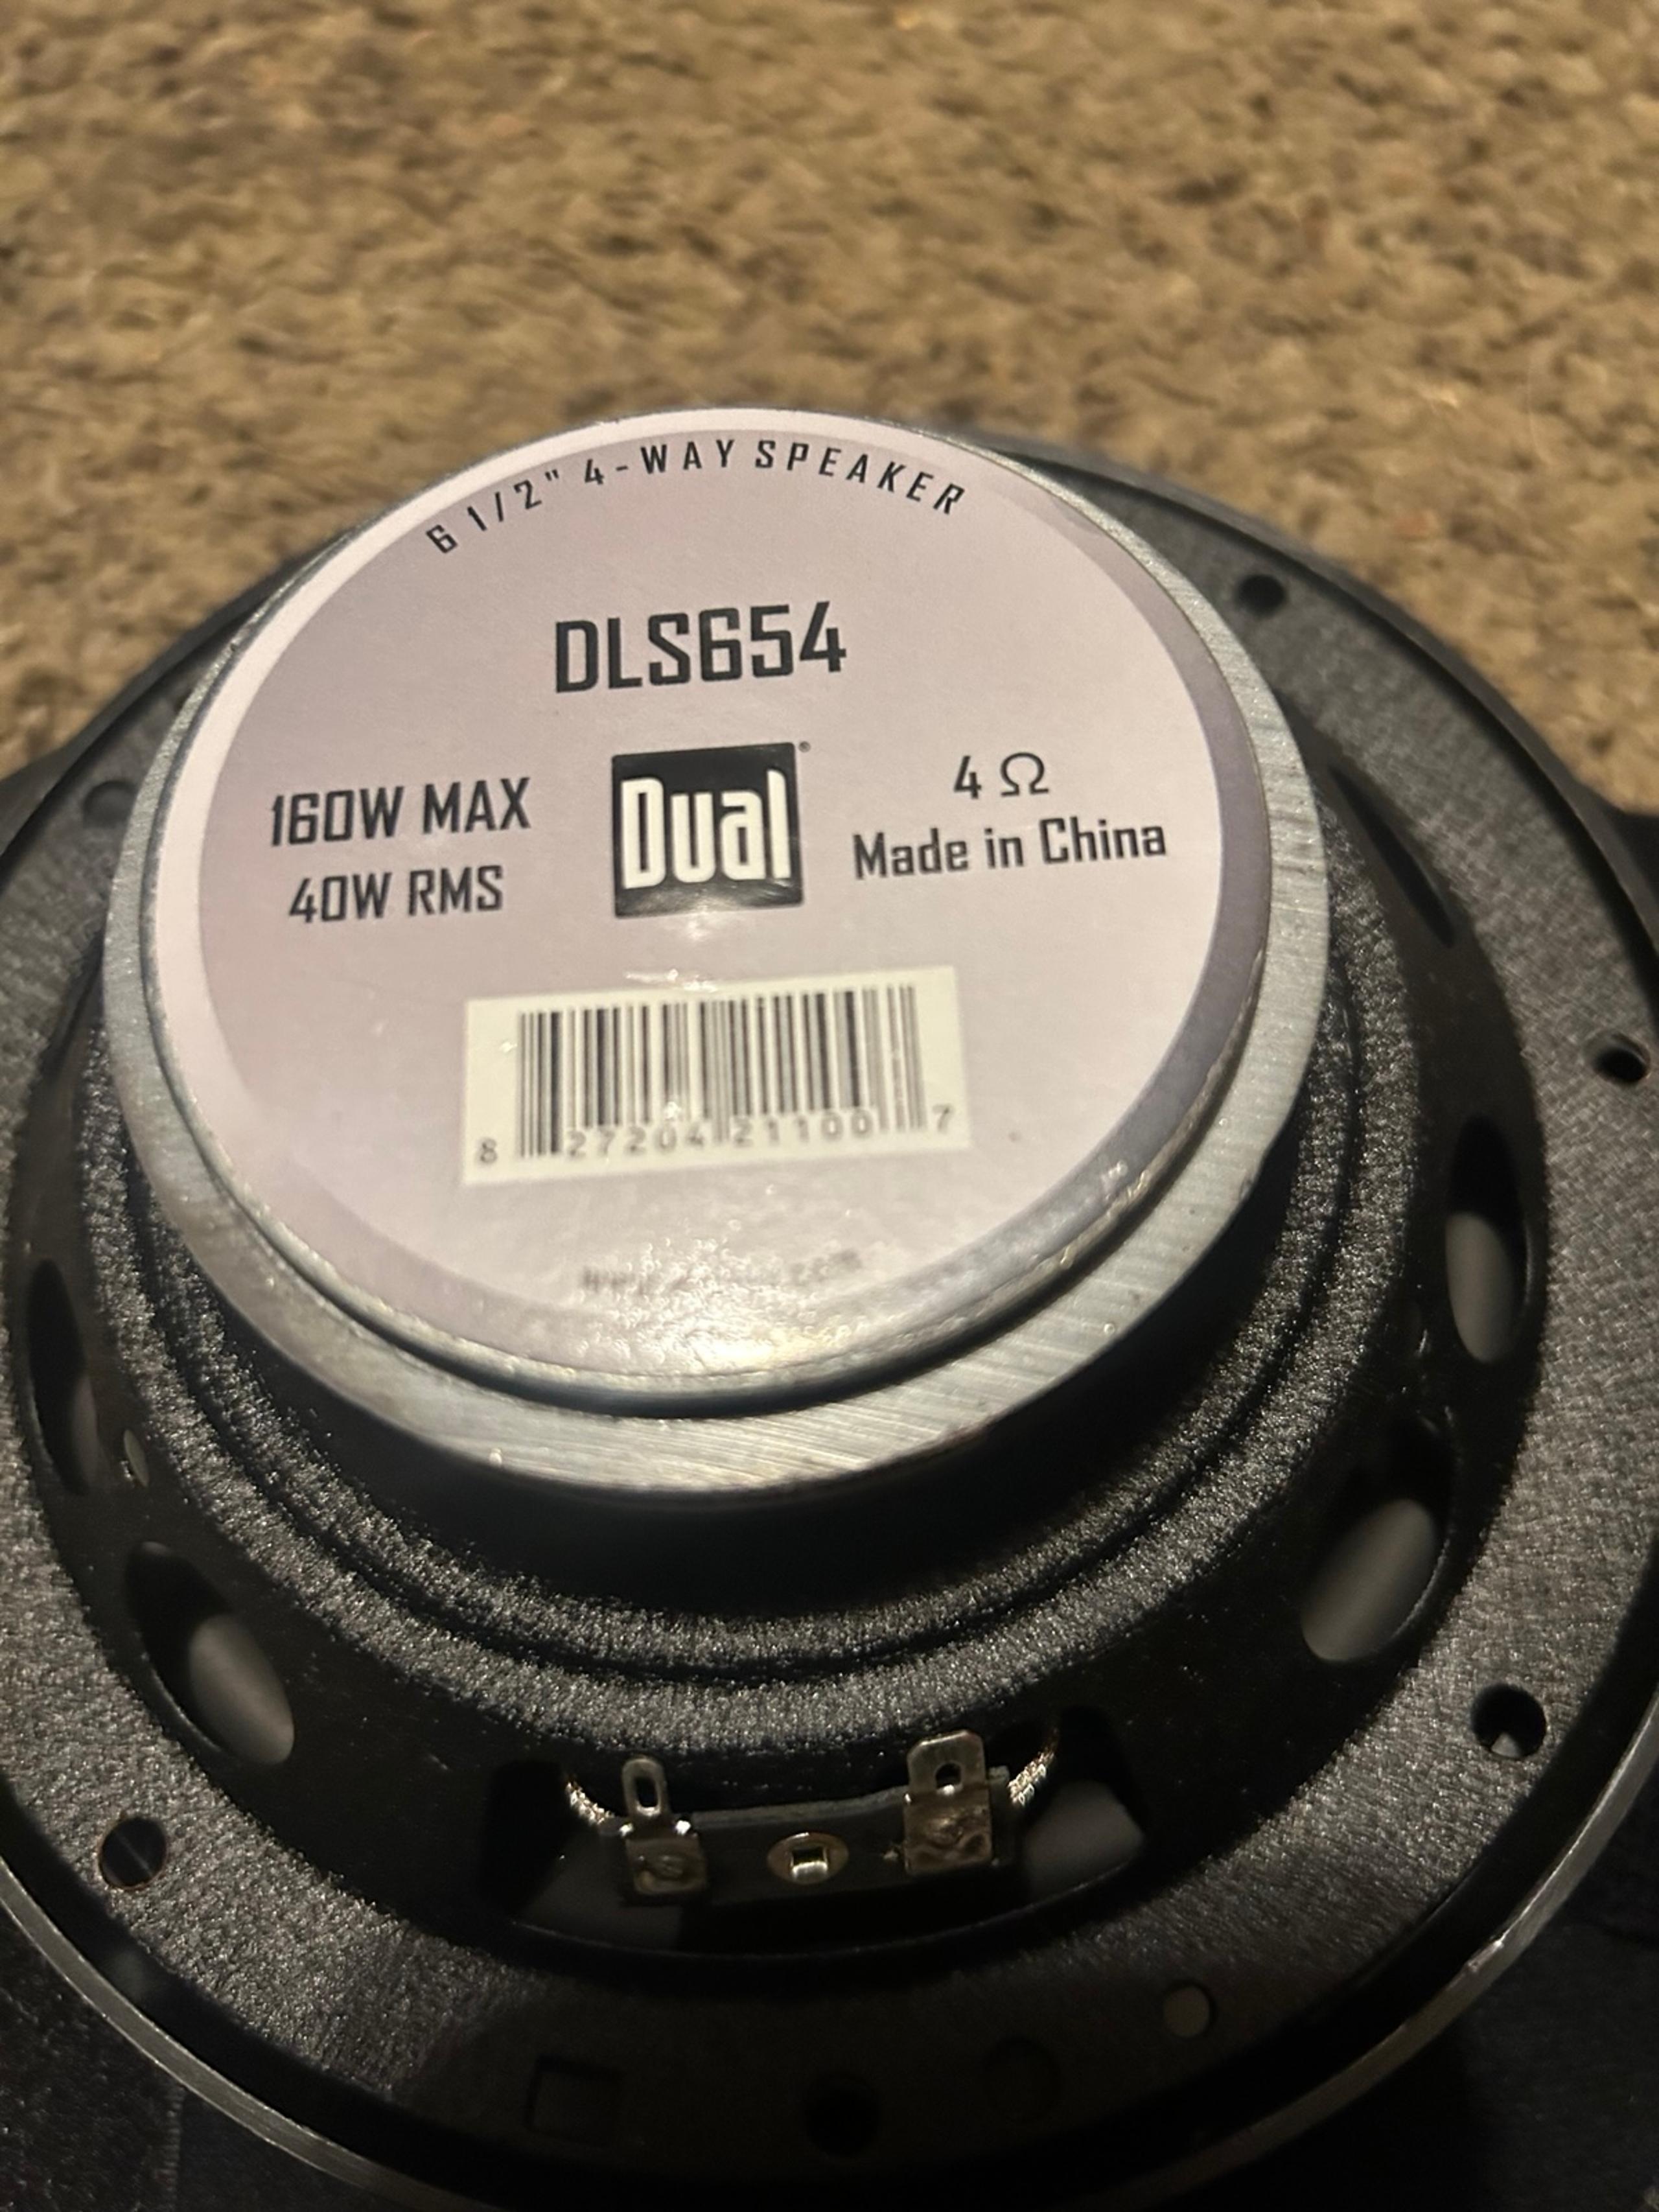 6 1/2" 4-WAY SPEAKER
DLS654
160W MAX
40W RMS
Dual®
4 Ω
Made in China
8 27204 21100 7